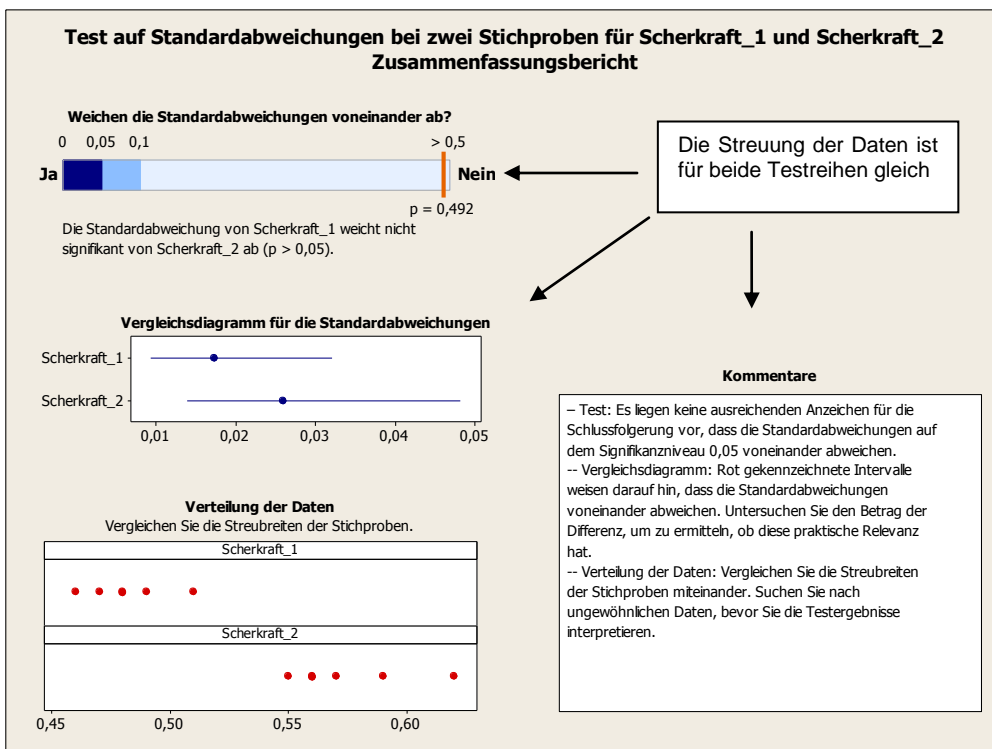 Test auf Standardabweichungen bei zwei Stichproben für Scherkraft_1 und Scherkraft_2
Zusammenfassungsbericht
Weichen die Standardabweichungen voneinander ab?
0 0,05 0,1 > 0,5
Ja Nein
p = 0,492
Die Standardabweichung von Scherkraft_1 weicht nicht
signifikant von Scherkraft_2 ab (p > 0,05).
Die Streuung der Daten ist
für beide Testreihen gleich
Vergleichsdiagramm für die Standardabweichungen
Scherkraft_1
Scherkraft_2
0,01 0,02 0,03 0,04 0,05
Verteilung der Daten
Vergleichen Sie die Streubreiten der Stichproben.
Scherkraft_1
Scherkraft_2
0,45 0,50 0,55 0,60
Kommentare
– Test: Es liegen keine ausreichenden Anzeichen für die
Schlussfolgerung vor, dass die Standardabweichungen auf
dem Signifikanzniveau 0,05 voneinander abweichen.
-- Vergleichsdiagramm: Rot gekennzeichnete Intervalle
weisen darauf hin, dass die Standardabweichungen
voneinander abweichen. Untersuchen Sie den Betrag der
Differenz, um zu ermitteln, ob diese praktische Relevanz
hat.
-- Verteilung der Daten: Vergleichen Sie die Streubreiten
der Stichproben miteinander. Suchen Sie nach
ungewöhnlichen Daten, bevor Sie die Testergebnisse
interpretieren.